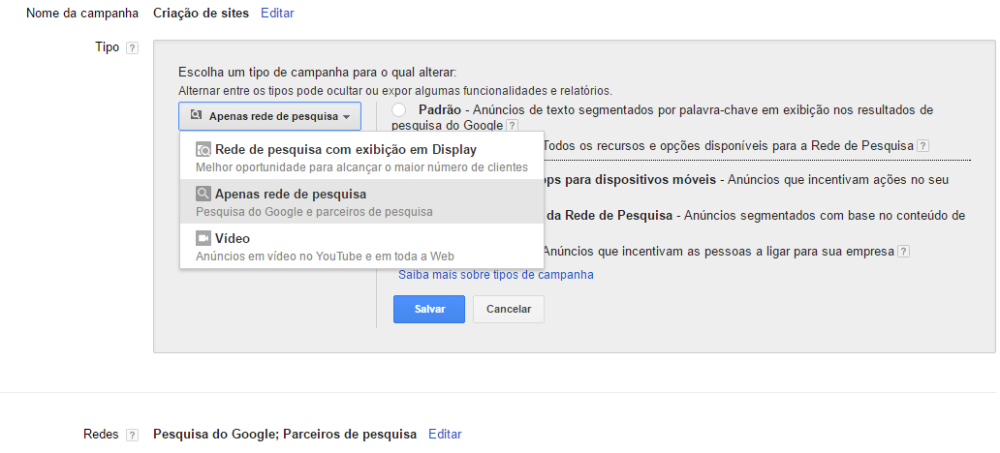 Nome da campanha Criação de sites Editar
Tipo ?
Escolha um tipo de campanha para o qual alterar:
Alternar entre os tipos pode ocultar ou expor algumas funcionalidades e relatórios.
Apenas rede de pesquisa
Rede de pesquisa com exibição em Display
Melhor oportunidade para alcançar o maior número de clientes
Apenas rede de pesquisa
Pesquisa do Google e parceiros de pesquisa
Vídeo
Anúncios em vídeo no YouTube e em toda a Web
Padrão - Anúncios de texto segmentados por palavra-chave em exibição nos resultados de
pesquisa do Google ?
Todos os recursos e opções disponíveis para a Rede de Pesquisa ?
para dispositivos móveis - Anúncios que incentivam ações no seu
da Rede de Pesquisa - Anúncios segmentados com base no conteúdo de
Anúncios que incentivam as pessoas a ligar para sua empresa ?
Saiba mais sobre tipos de campanha
Salvar Cancelar
Redes ? Pesquisa do Google; Parceiros de pesquisa Editar